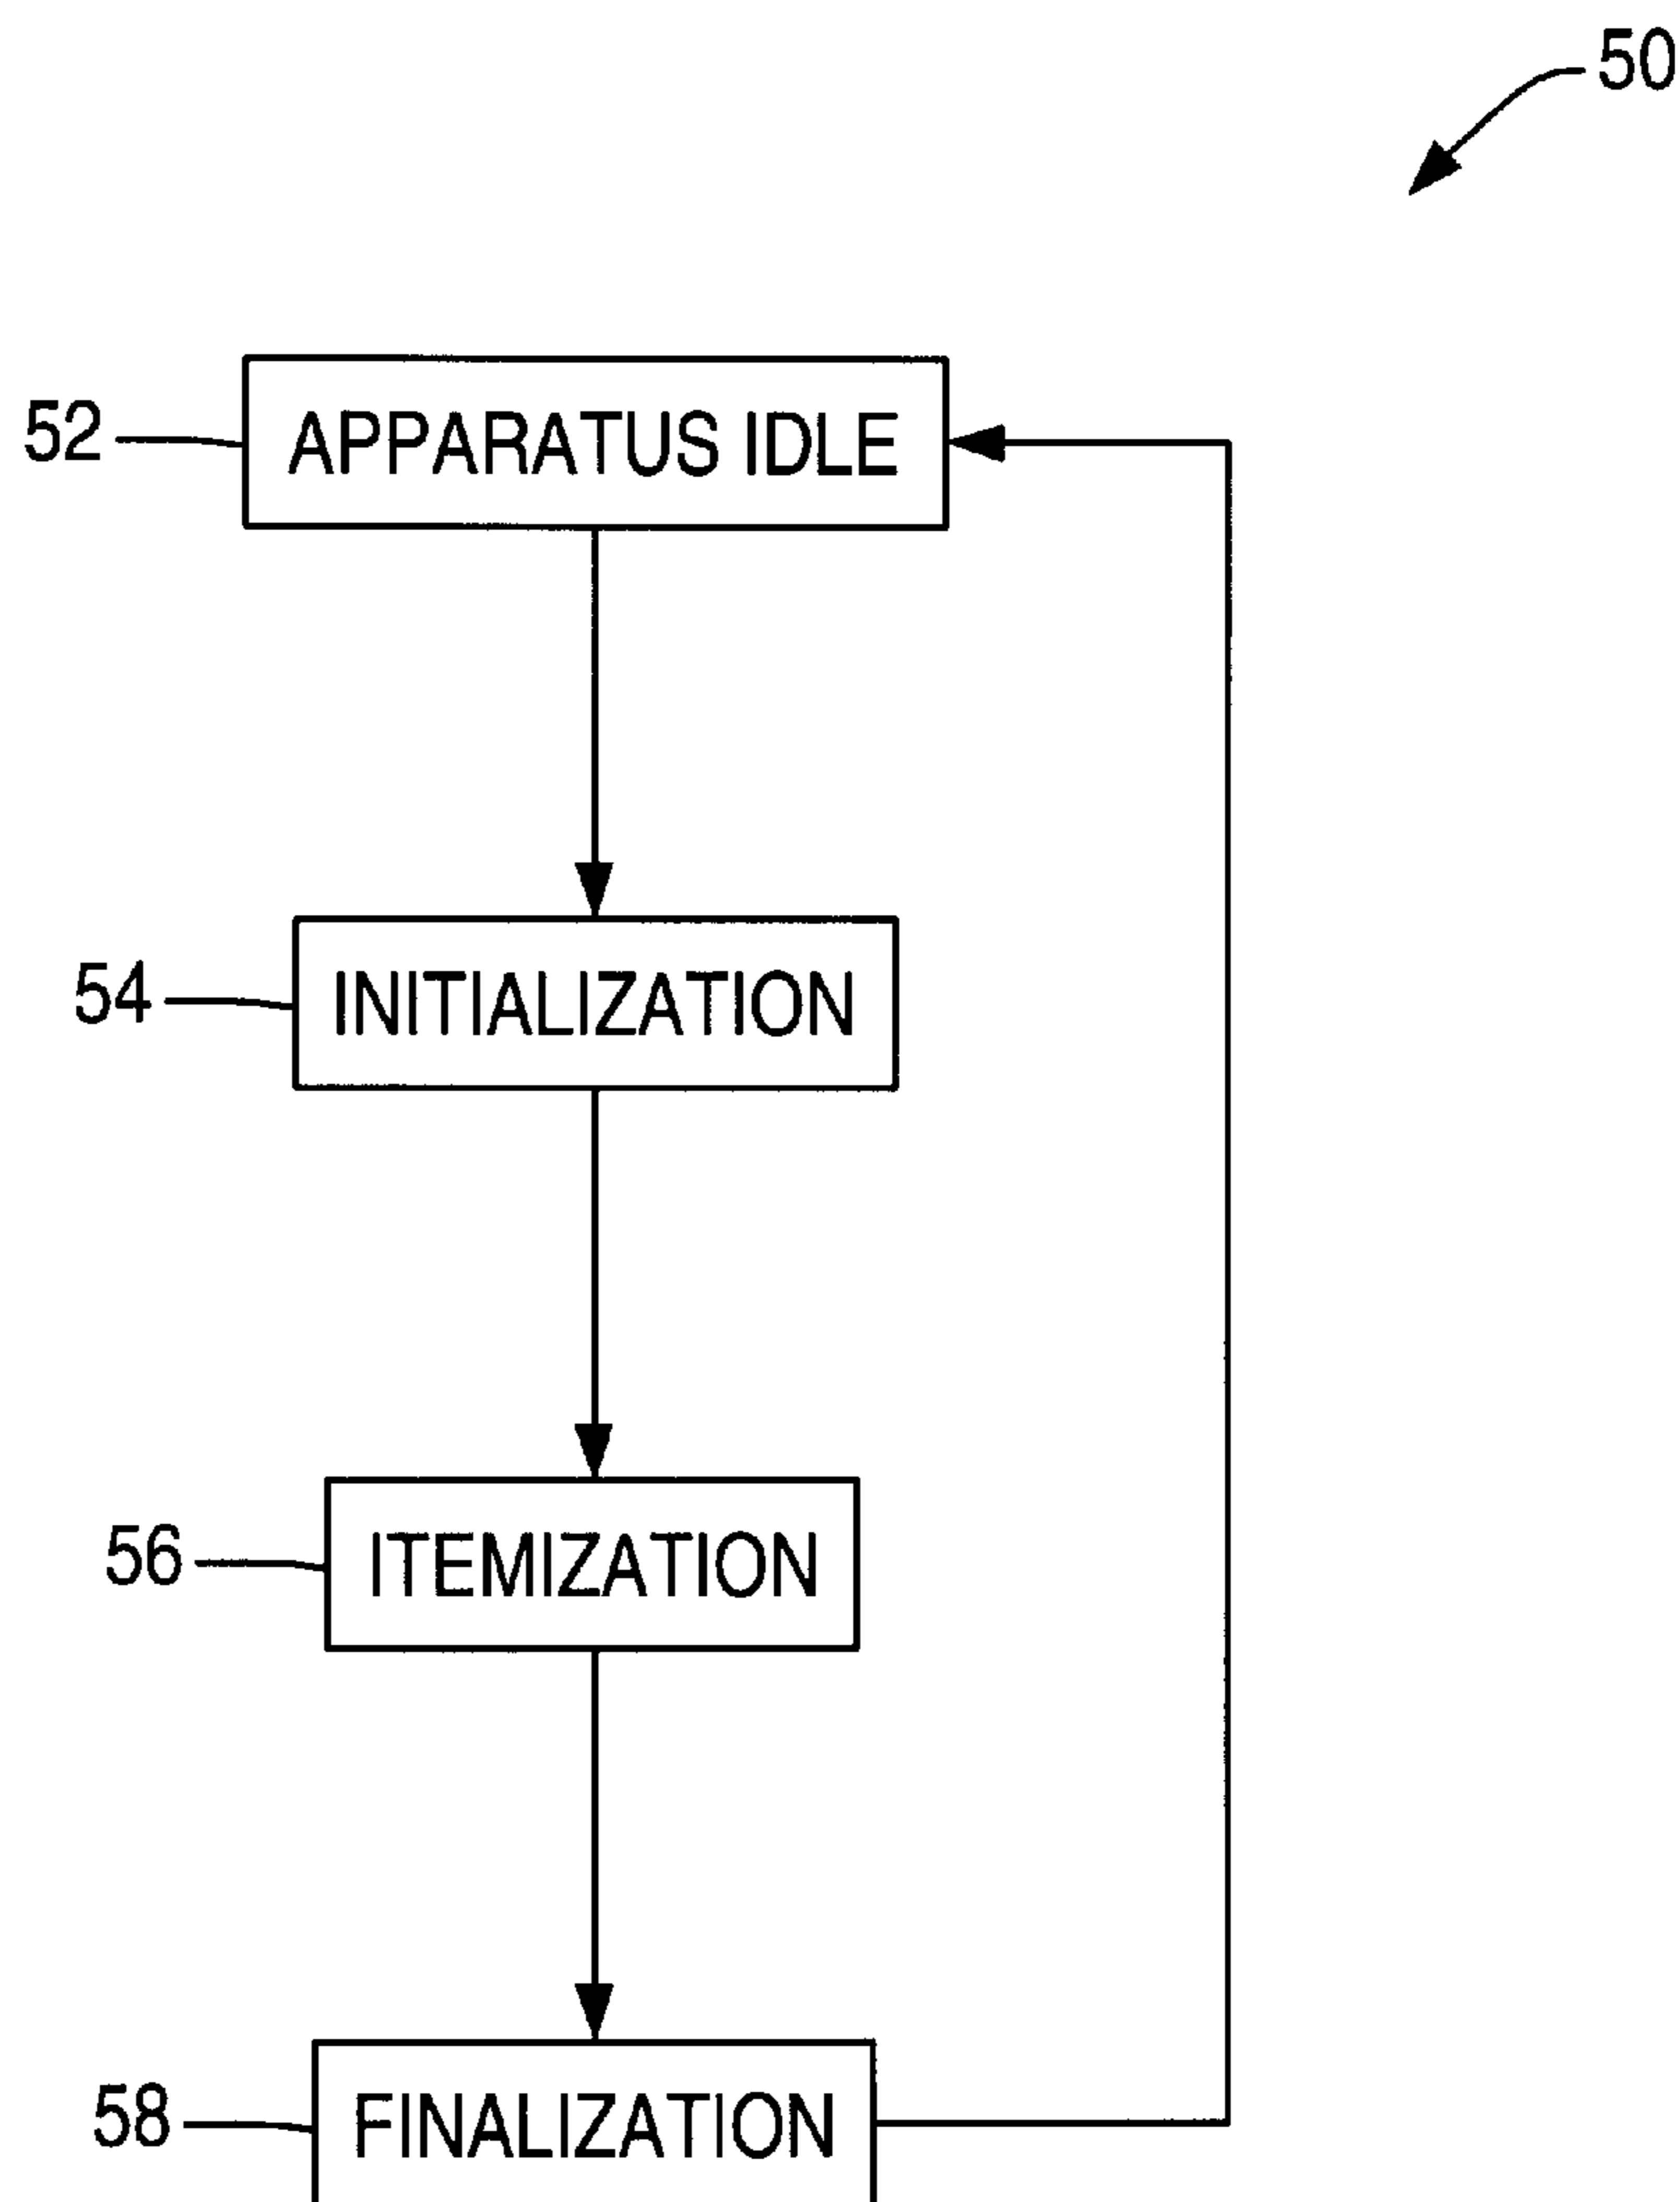 50
52 APPARATUS IDLE
54 INITIALIZATION
56 ITEMIZATION
58 FINALIZATION